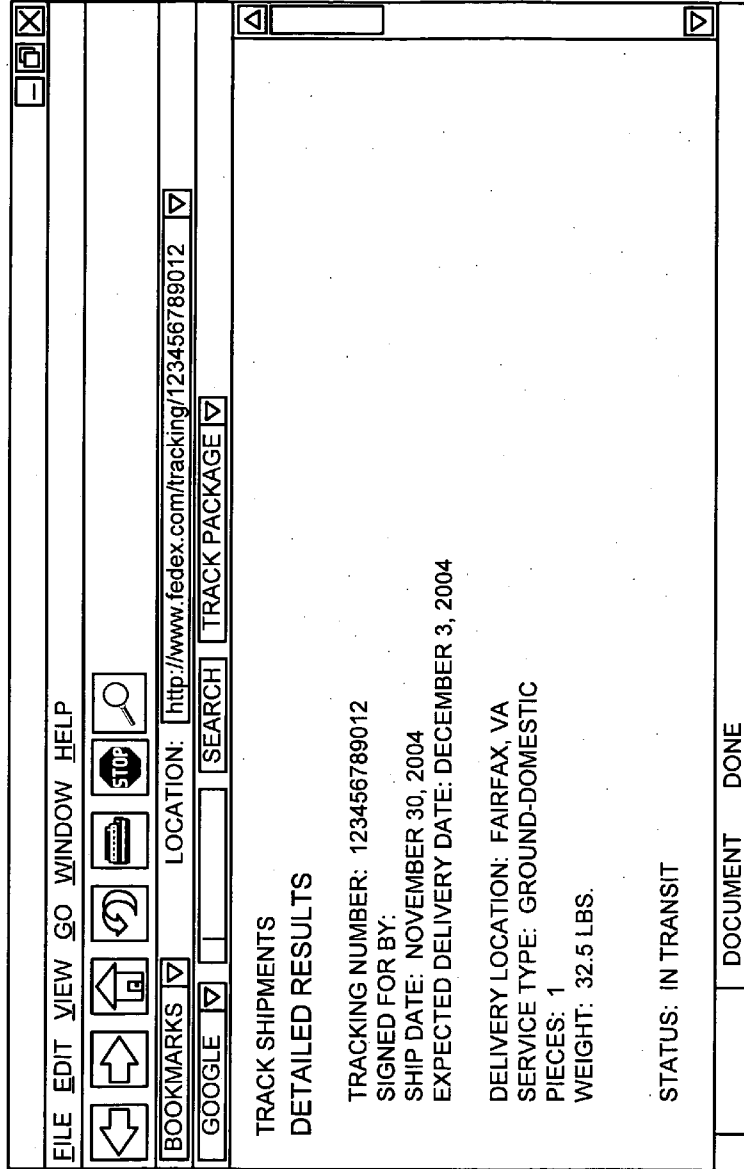 FILE EDIT VIEW GO WINDOW HELP
STOP
BOOKMARKS LOCATION: http://www.fedex.com/tracking/123456789012
GOOGLE SEARCH TRACK PACKAGE
TRACK SHIPMENTS
DETAILED RESULTS
TRACKING NUMBER: 123456789012
SIGNED FOR BY:
SHIP DATE: NOVEMBER 30, 2004
EXPECTED DELIVERY DATE: DECEMBER 3, 2004
DELIVERY LOCATION: FAIRFAX, VA
SERVICE TYPE: GROUND-DOMESTIC
PIECES: 1
WEIGHT: 32.5 LBS.
STATUS: IN TRANSIT
DOCUMENT DONE